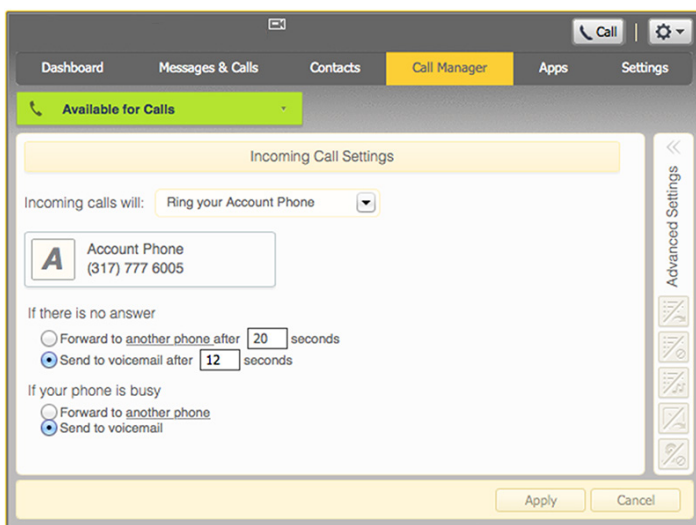 Call
Dashboard Messages & Calls Contacts Call Manager Apps Settings
Available for Calls
Incoming Call Settings
Incoming calls will: Ring your Account Phone
A
Account Phone
(317) 777 6005
If there is no answer
Forward to another phone after 20 seconds
Send to voicemail after 12 seconds
If your phone is busy
Forward to another phone
Send to voicemail
Advanced Settings
Apply Cancel